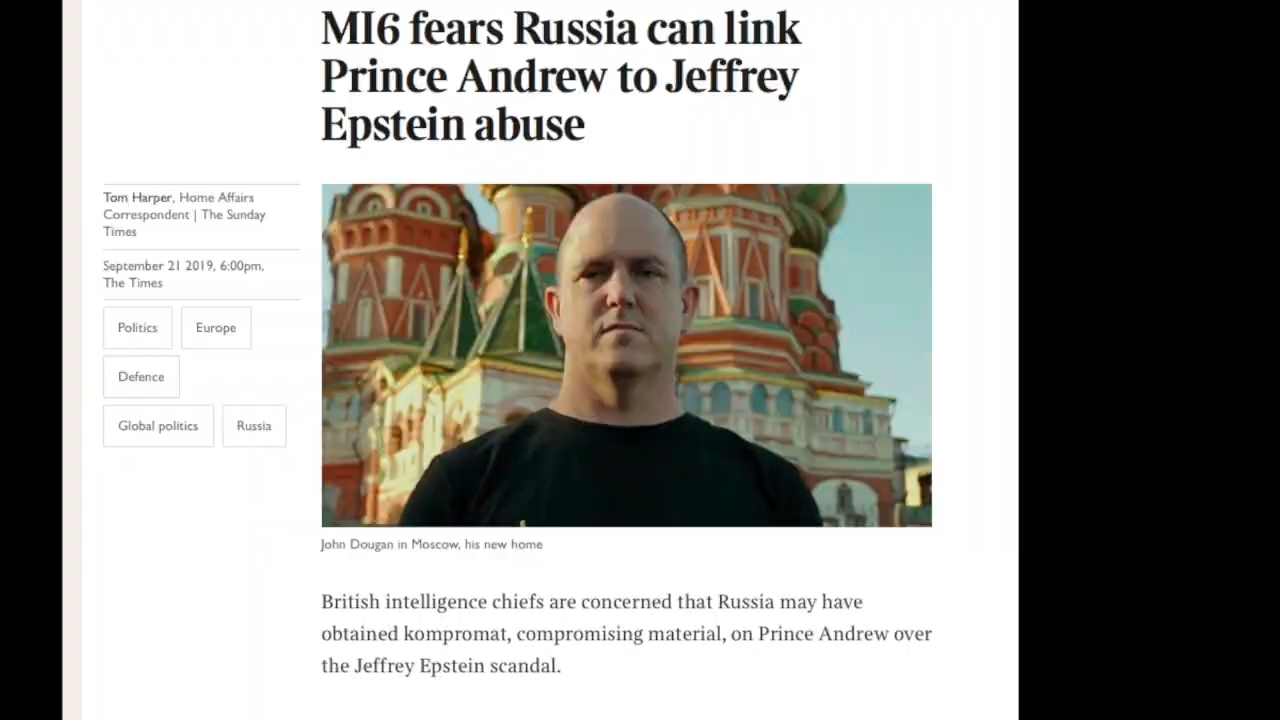 MI6 fears Russia can link
Prince Andrew to Jeffrey
Epstein abuse
Tom Harper, Home Affairs
Correspondent | The Sunday
Times
September 21 2019, 6:00pm,
The Times
Politics
Europe
Defence
Global politics
Russia
John Dougan in Moscow, his new home
British intelligence chiefs are concerned that Russia may have
obtained kompromat, compromising material, on Prince Andrew over
the Jeffrey Epstein scandal.